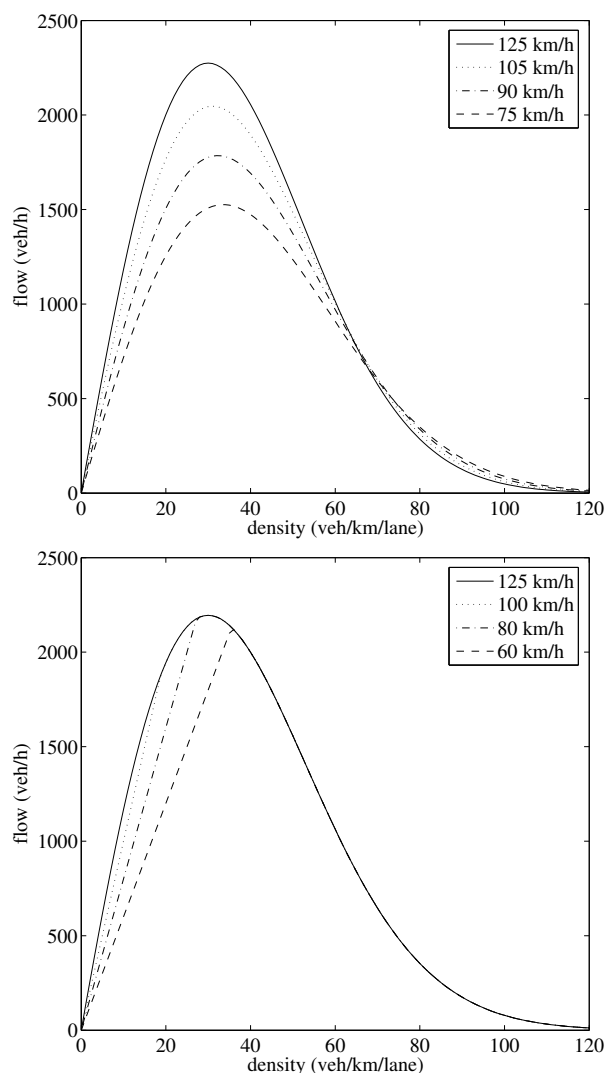 2500
2000
1500
1000
500
0
flow (veh/h)
0 20 40 60 80 100 120
density (veh/km/lane)
125 km/h
105 km/h
90 km/h
75 km/h
2500
2000
1500
1000
500
0
flow (veh/h)
0 20 40 60 80 100 120
density (veh/km/lane)
125 km/h
100 km/h
80 km/h
60 km/h